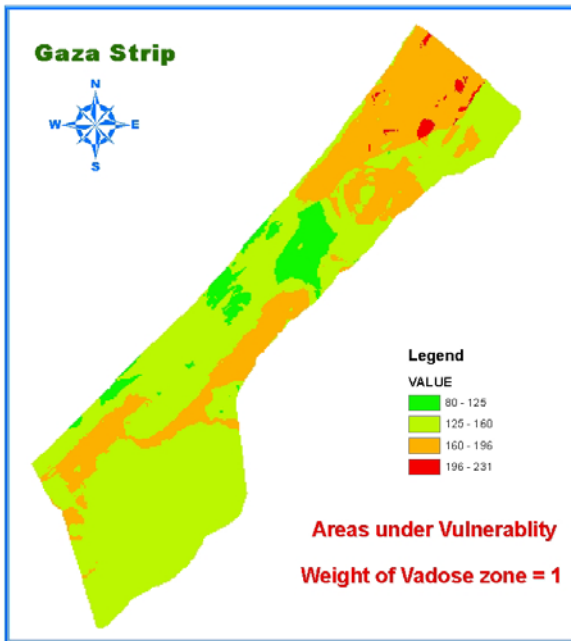 Gaza Strip
N
W E
S
Legend
VALUE
80 - 125
125 - 160
160 - 196
196 - 231
Areas under Vulnerablity
Weight of Vadose zone = 1